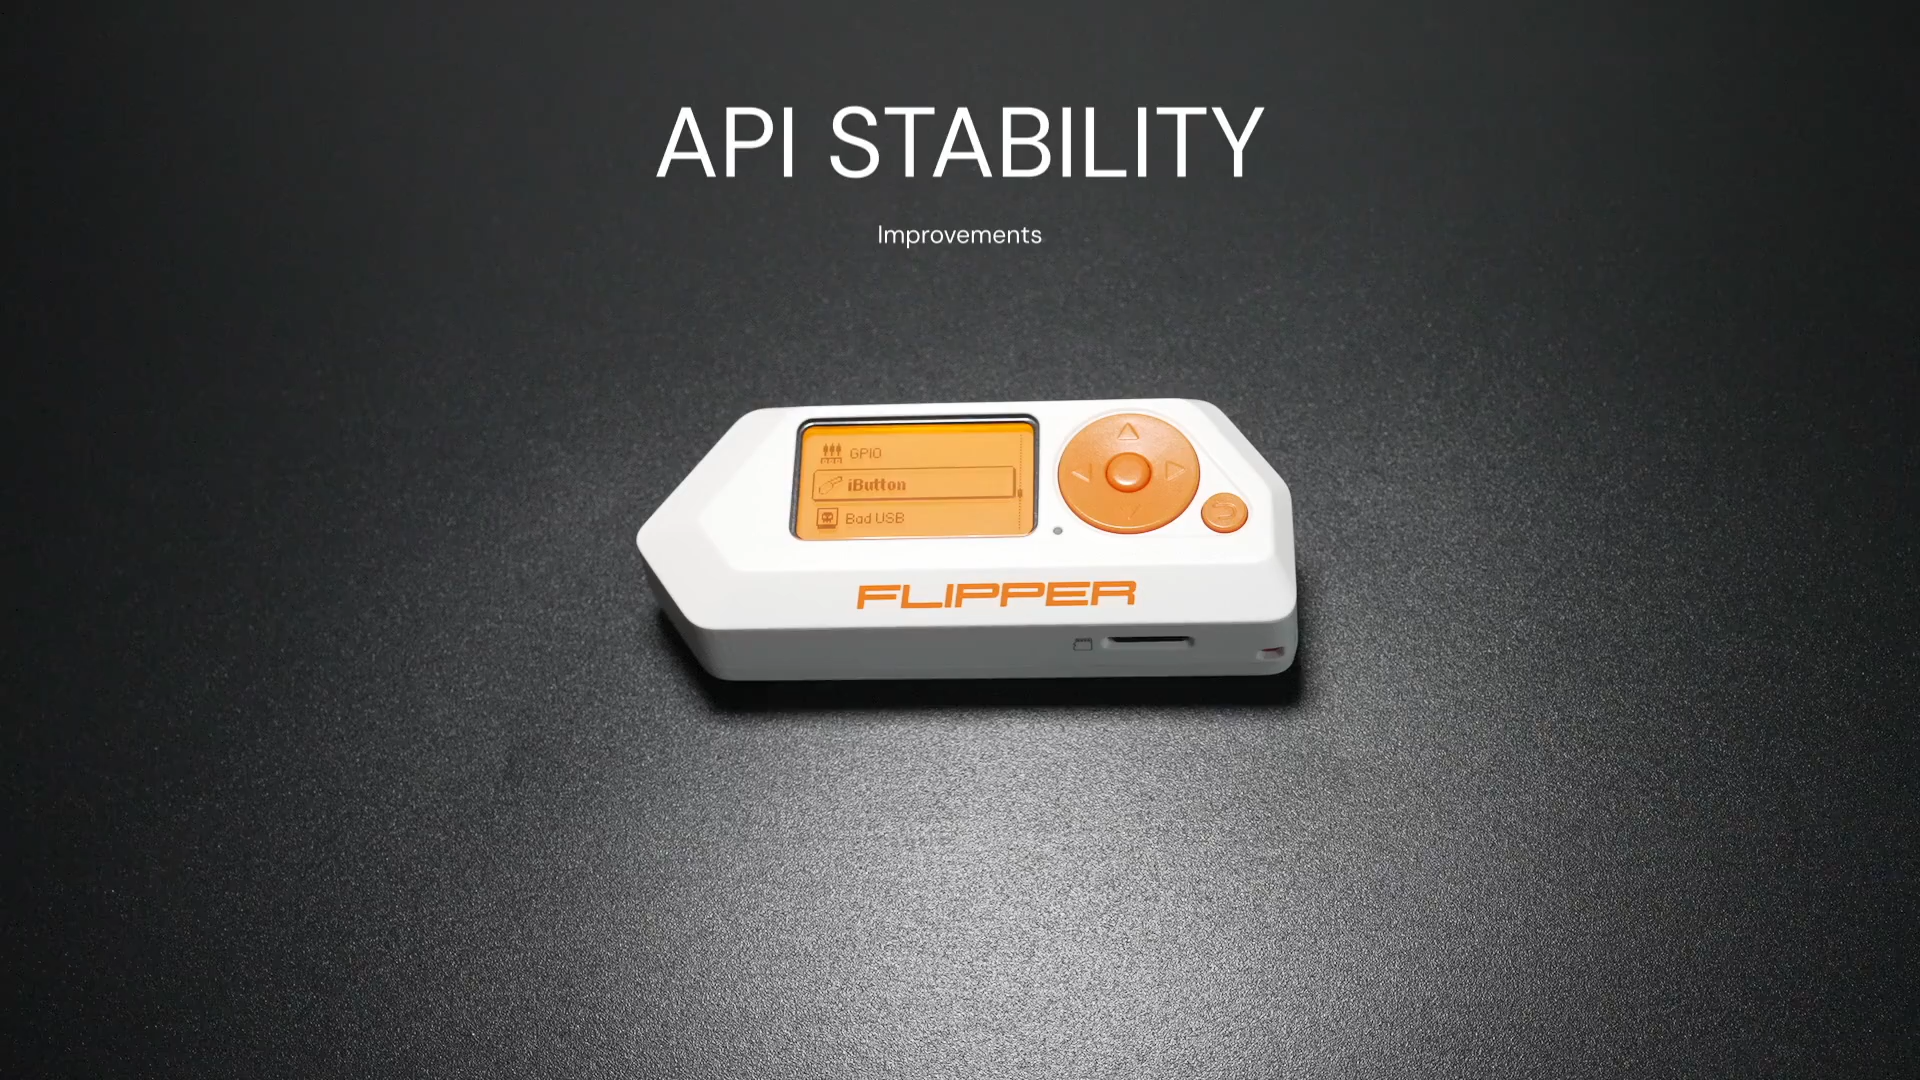 API STABILITY
Improvements
GPIO
iButton
Bad USB
FLIPPER